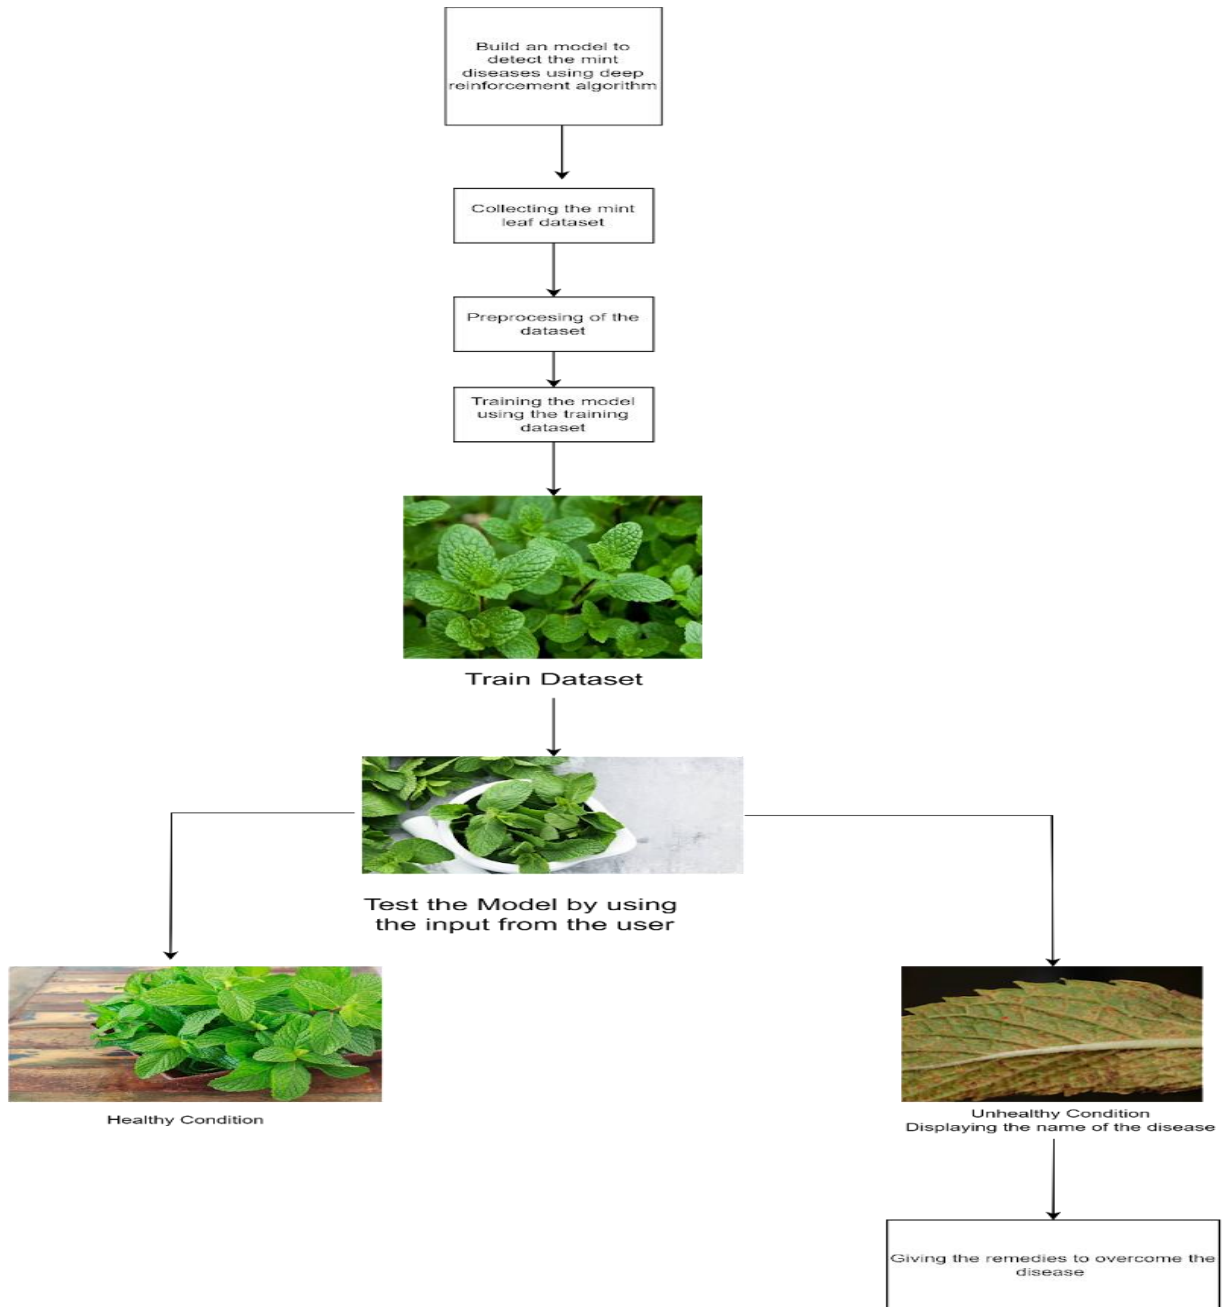 Build an model to
detect the mint
diseases using deep
reinforcement algorithm
Collecting the mint
leaf dataset
Preprocesing of the
dataset
Training the model
using the training
dataset
Train Dataset
Test the Model by using
the input from the user
Healthy Condition
Unhealthy Condition
Displaying the name of the disease
Giving the remedies to overcome the
disease